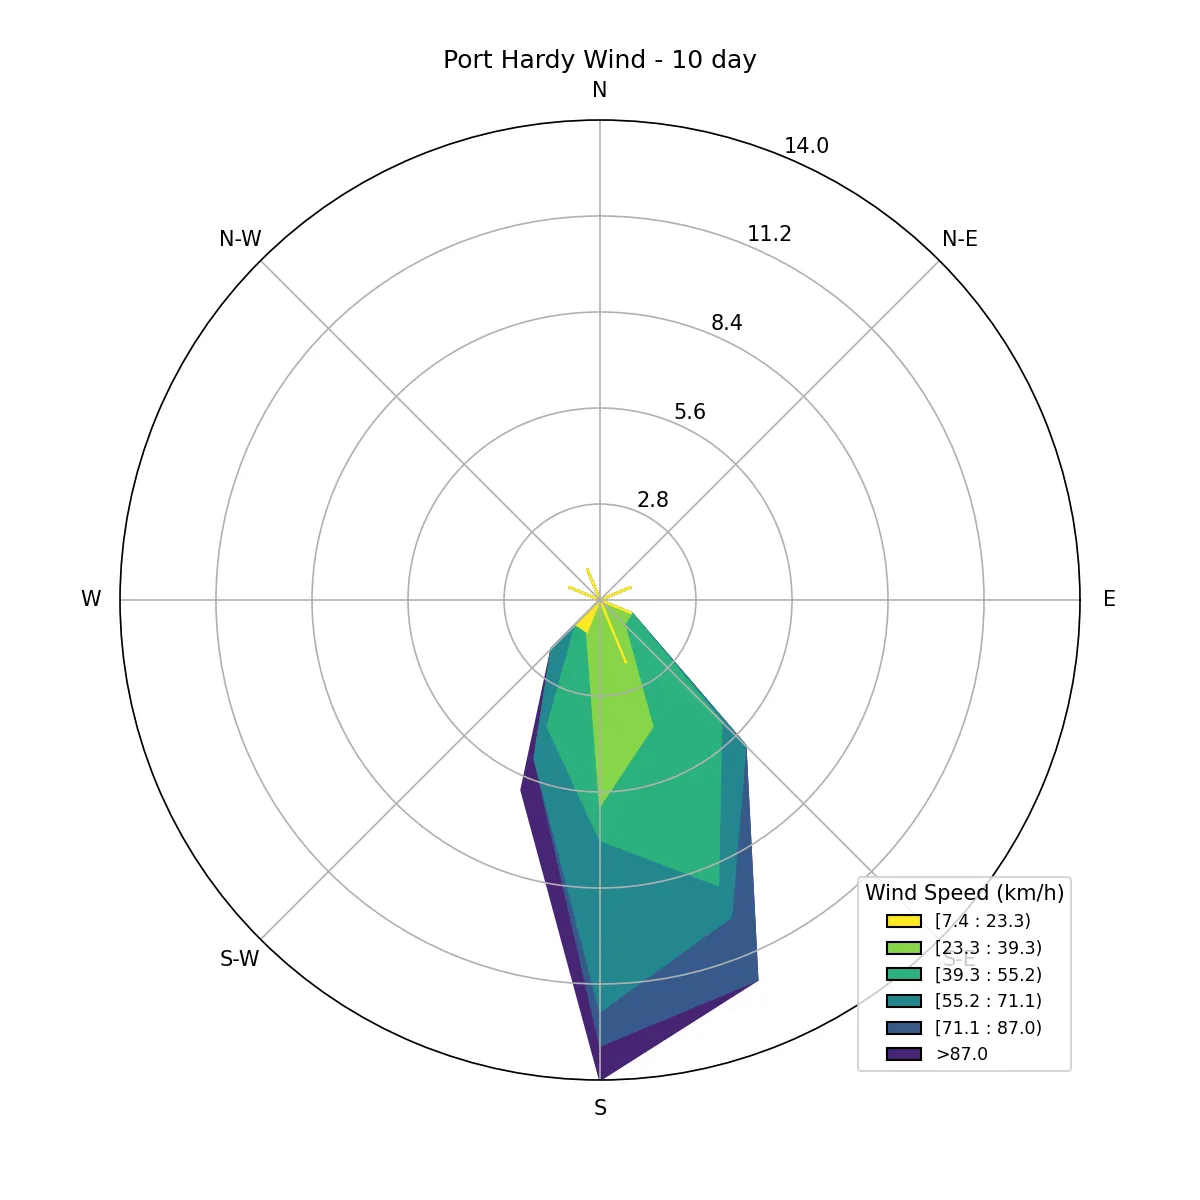 Port Hardy Wind - 10 day
N
14.0
N-W
11.2
N-E
8.4
5.6
2.8
W
E
Wind Speed (km/h)
[7.4 : 23.3)
[23.3 : 39.3)
S-W
S-E
[39.3 : 55.2)
[55.2 : 71.1)
[71.1 : 87.0)
>87.0
S